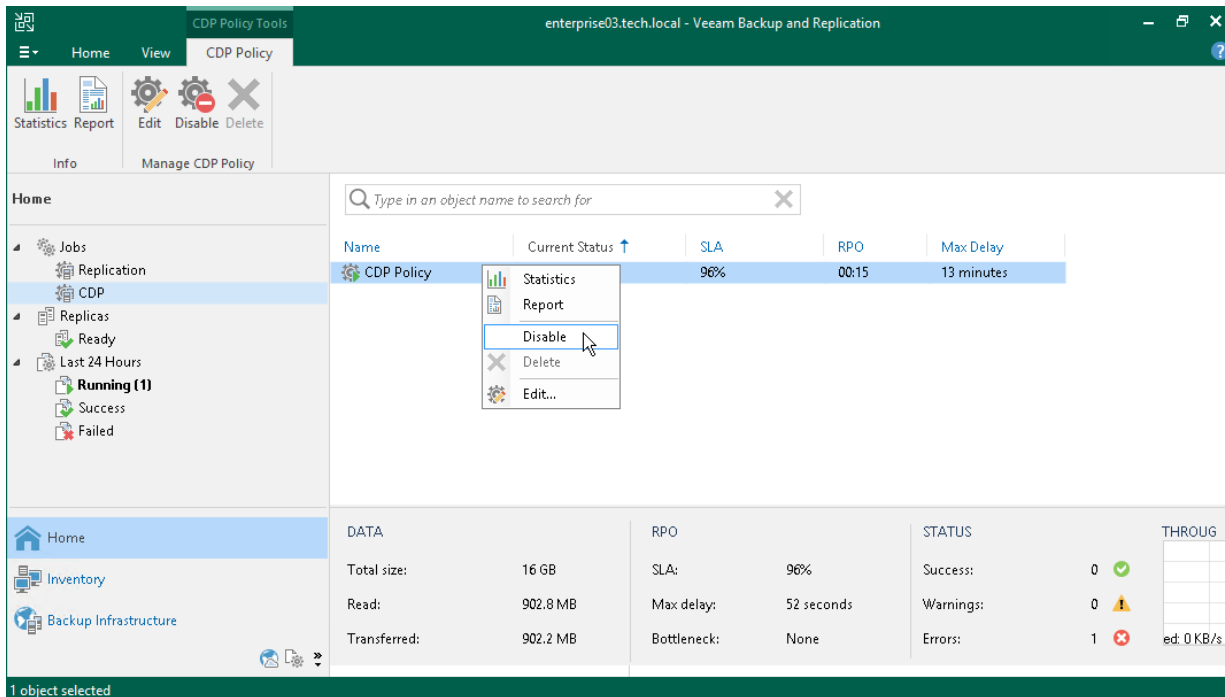 CDP Policy Tools
enterprise03.tech.local - Veeam Backup and Replication
Home View CDP Policy
?
Statistics Report Edit Disable Delete
Info Manage CDP Policy
Home
Type in an object name to search for
Jobs
Replication
CDP
Replicas
Ready
Last 24 Hours
Running (1)
Success
Failed
Name Current Status SLA RPO Max Delay
CDP Policy 96% 00:15 13 minutes
Statistics
Report
Disable
Delete
Edit...
Home
Inventory
Backup Infrastructure
DATA RPO STATUS THROUG
Total size: 16 GB SLA: 96% Success: 0
Read: 902.8 MB Max delay: 52 seconds Warnings: 0
Transferred: 902.2 MB Bottleneck: None Errors: 1 ed: 0 KB/s
1 object selected